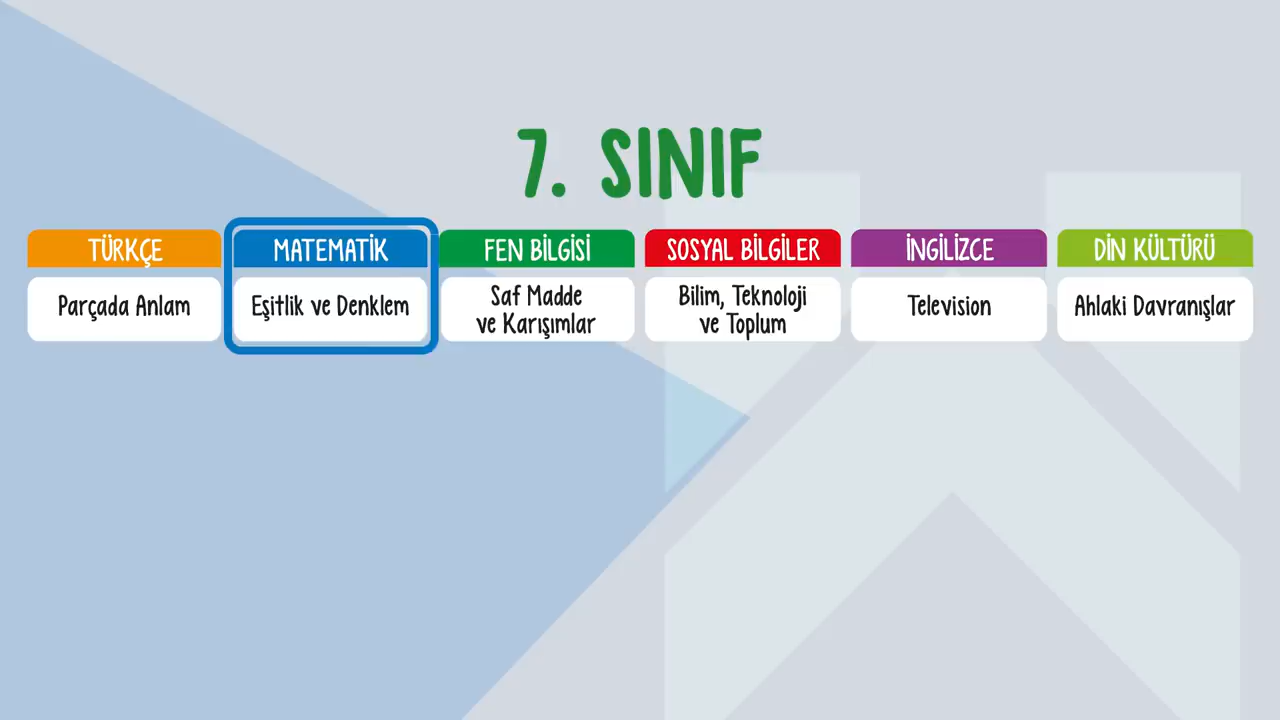 7. SINIF
TÜRKÇE
Parçada Anlam
MATEMATİK
Eşitlik ve Denklem
FEN BİLGİSİ
Saf Madde
ve Karışımlar
SOSYAL BİLGİLER
Bilim, Teknoloji
ve Toplum
İNGİLİZCE
Television
DİN KÜLTÜRÜ
Ahlaki Davranışlar